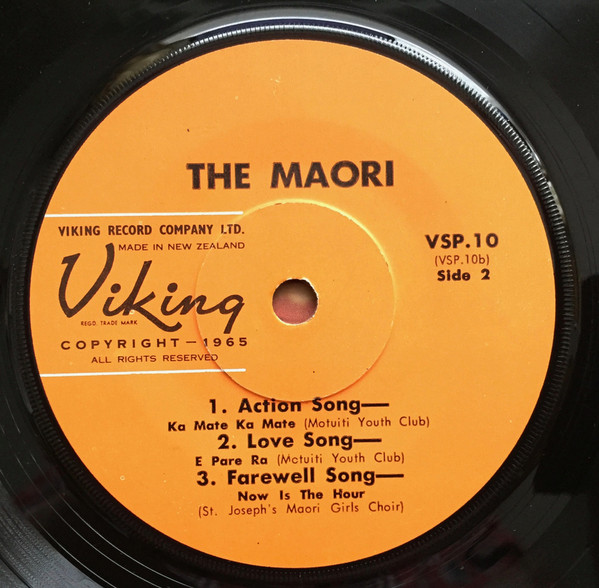 THE MAORI
VIKING RECORD COMPANY LTD.
MADE IN NEW ZEALAND
Viking
REGD. TRADE MARK
COPYRIGHT — 1965
ALL RIGHTS RESERVED
VSP.10
(VSP.10b)
Side 2
1. Action Song—
Ka Mate Ka Mate (Motuiti Youth Club)
2. Love Song—
E Pare Ra (Motuiti Youth Club)
3. Farewell Song—
Now Is The Hour
(St. Joseph's Maori Girls Choir)